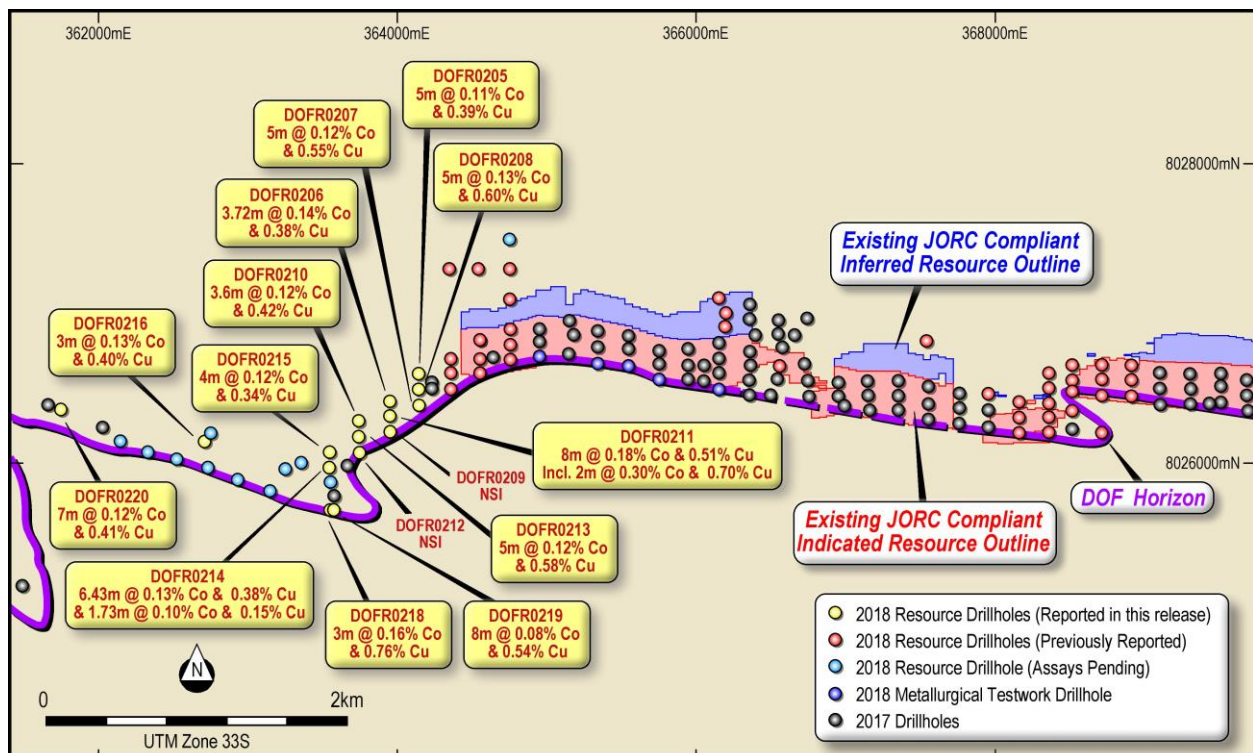 362000mE
364000mE
366000mE
368000mE
8028000mN
8026000mN
DOFR0205
5m @ 0.11% Co
& 0.39% Cu
DOFR0207
5m @ 0.12% Co
& 0.55% Cu
DOFR0208
5m @ 0.13% Co
& 0.60% Cu
DOFR0206
3.72m @ 0.14% Co
& 0.38% Cu
DOFR0210
3.6m @ 0.12% Co
& 0.42% Cu
DOFR0216
3m @ 0.13% Co
& 0.40% Cu
DOFR0215
4m @ 0.12% Co
& 0.34% Cu
Existing JORC Compliant
Inferred Resource Outline
DOFR0211
8m @ 0.18% Co & 0.51% Cu
Incl. 2m @ 0.30% Co & 0.70% Cu
DOFR0209
NSI
DOFR0220
7m @ 0.12% Co
& 0.41% Cu
DOFR0212
NSI
DOFR0213
5m @ 0.12% Co
& 0.58% Cu
Existing JORC Compliant
Indicated Resource Outline
DOF Horizon
DOFR0214
6.43m @ 0.13% Co & 0.38% Cu
& 1.73m @ 0.10% Co & 0.15% Cu
DOFR0218
3m @ 0.16% Co
& 0.76% Cu
DOFR0219
8m @ 0.08% Co
& 0.54% Cu
N
0
2km
UTM Zone 33S
2018 Resource Drillholes (Reported in this release)
2018 Resource Drillholes (Previously Reported)
2018 Resource Drillhole (Assays Pending)
2018 Metallurgical Testwork Drillhole
2017 Drillholes